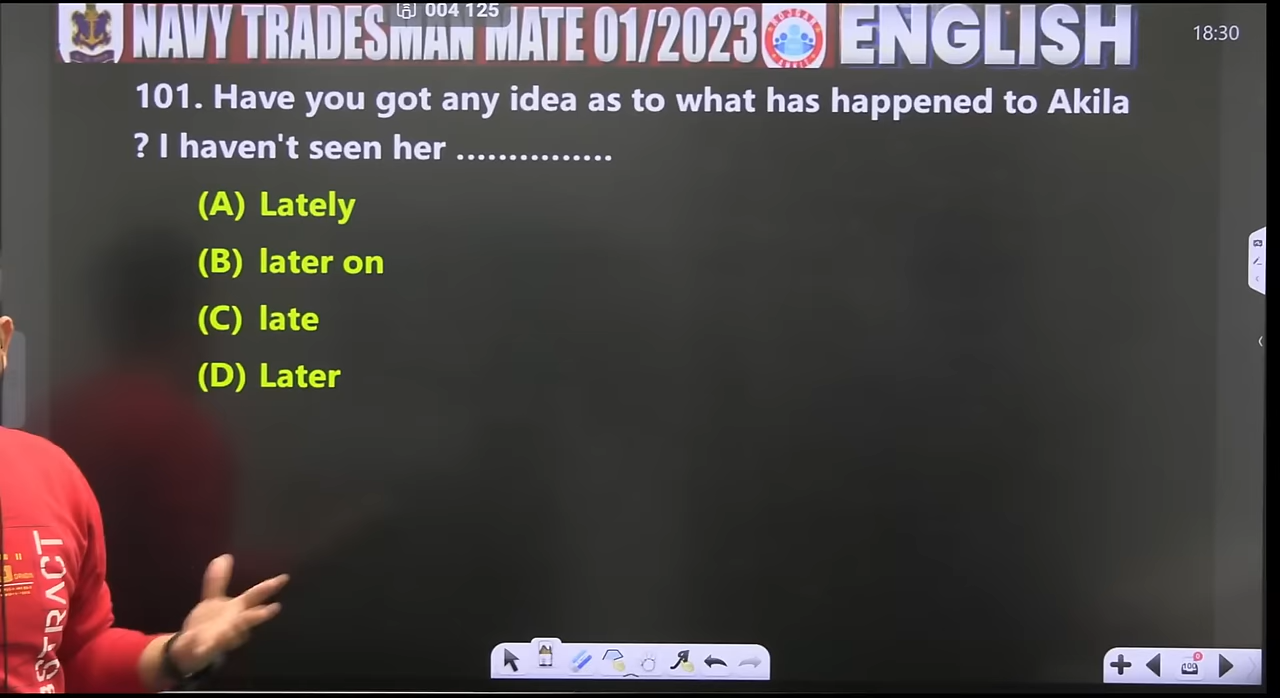 004 125
NAVY TRADESMAN MATE 01/2023 ENGLISH
18:30
101. Have you got any idea as to what has happened to Akila
? I haven't seen her ...............
(A) Lately
(B) later on
(C) late
(D) Later
100